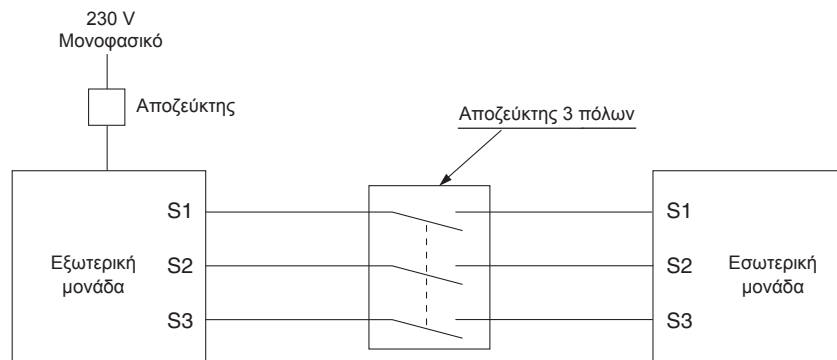 230 V
Μονοφασικό
Αποζεύκτης
Αποζεύκτης 3 πόλων
S1
S1
Εξωτερική
μονάδα
S2
S2
Εσωτερική
μονάδα
S3
S3